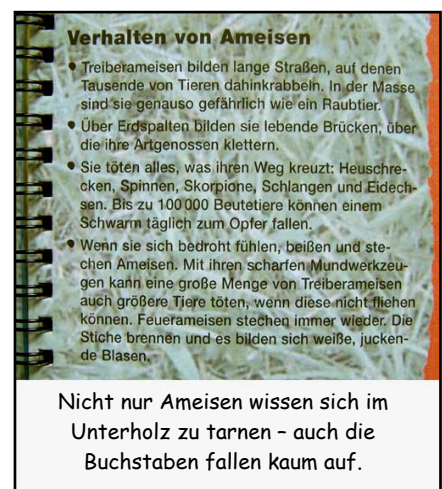 Verhalten von Ameisen
• Treiberameisen bilden lange Straßen, auf denen
Tausende von Tieren dahinkrabbeln. In der Masse
sind sie genauso gefährlich wie ein Raubtier.
• Über Erdspalten bilden sie lebende Brücken, über
die ihre Artgenossen klettern.
• Sie töten alles, was ihren Weg kreuzt: Heuschre-
cken, Spinnen, Skorpione, Schlangen und Eidech-
sen. Bis zu 100 000 Beutetiere können einem
Schwarm täglich zum Opfer fallen.
• Wenn sie sich bedroht fühlen, beißen und ste-
chen Ameisen. Mit ihren scharfen Mundwerkzeu-
gen kann eine große Menge von Treiberameisen
auch größere Tiere töten, wenn diese nicht fliehen
können. Feuerameisen stechen immer wieder. Die
Stiche brennen und es bilden sich weiße, jucken-
de Blasen.
Nicht nur Ameisen wissen sich im
Unterholz zu tarnen – auch die
Buchstaben fallen kaum auf.